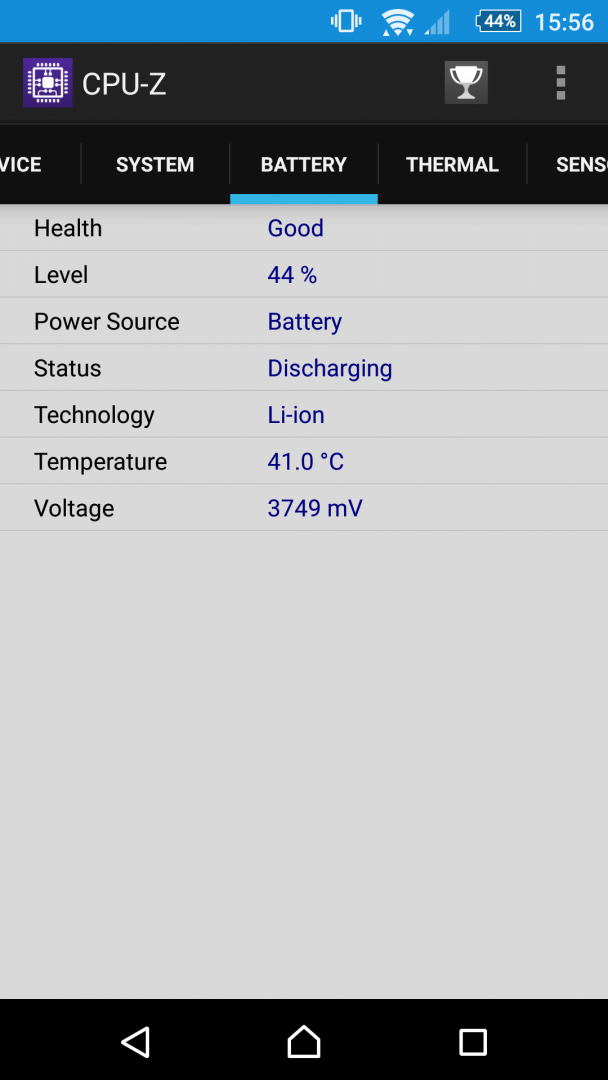 44% 15:56
CPU-Z
VICE SYSTEM BATTERY THERMAL SENS
Health Good
Level 44 %
Power Source Battery
Status Discharging
Technology Li-ion
Temperature 41.0 °C
Voltage 3749 mV